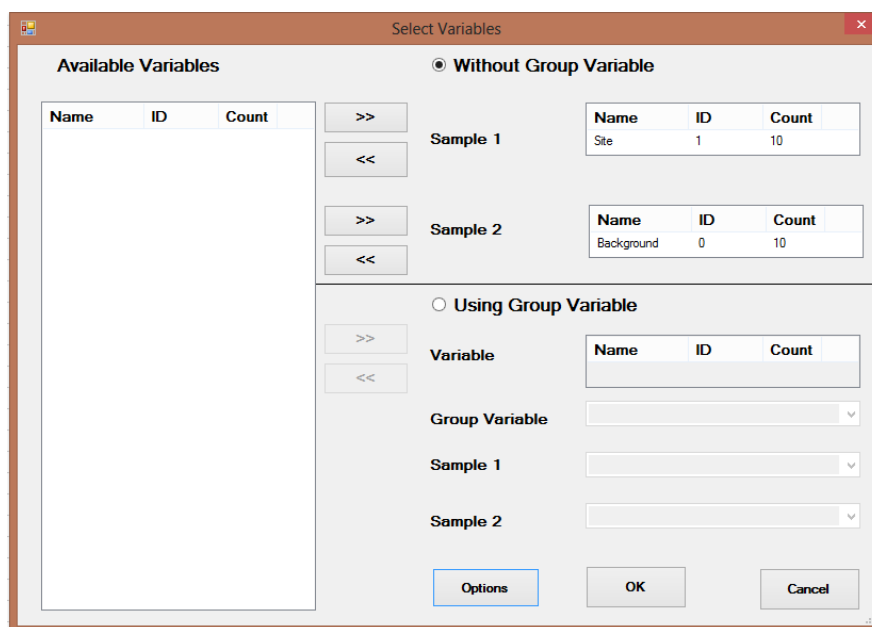 Select Variables
Available Variables
Name ID Count
>>
<<
>>
<<
>>
<<
Without Group Variable
Sample 1
Name ID Count
Site 1 10
Sample 2
Name ID Count
Background 0 10
Using Group Variable
Variable
Name ID Count
Group Variable
Sample 1
Sample 2
Options OK Cancel